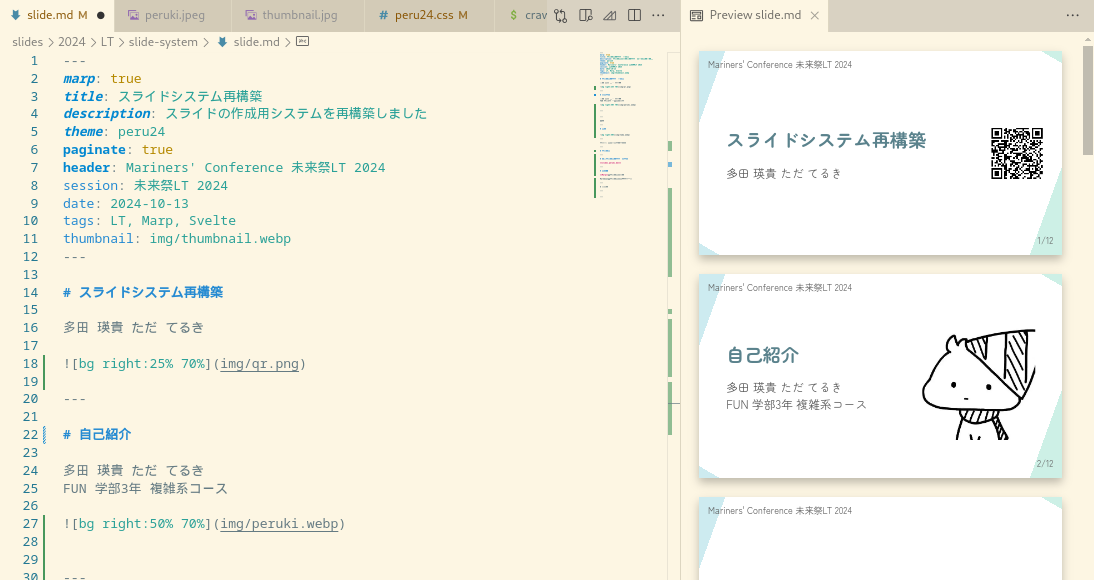 slide.md M
peruki.jpeg
thumbnail.jpg
# peru24.css M
$ craw
Preview slide.md
slides > 2024 > LT > slide-system > slide.md >
1 ---
2 marp: true
3 title: スライドシステム再構築
4 description: スライドの作成用システムを再構築しました
5 theme: peru24
6 paginate: true
7 header: Mariners' Conference 未来祭LT 2024
8 session: 未来祭LT 2024
9 date: 2024-10-13
10 tags: LT, Marp, Svelte
11 thumbnail: img/thumbnail.webp
12 ---
13
14 # スライドシステム再構築
15
16 多田 瑛貴 ただ てるき
17
18 ![bg right:25% 70%](img/qr.png)
19
20 ---
21
22 # 自己紹介
23
24 多田 瑛貴 ただ てるき
25 FUN 学部3年 複雑系コース
26
27 ![bg right:50% 70%](img/peruki.webp)
28
29
30 ---
Mariners' Conference 未来祭LT 2024
スライドシステム再構築
多田 瑛貴 ただ てるき
1/12
Mariners' Conference 未来祭LT 2024
自己紹介
多田 瑛貴 ただ てるき
FUN 学部3年 複雑系コース
2/12
Mariners' Conference 未来祭LT 2024